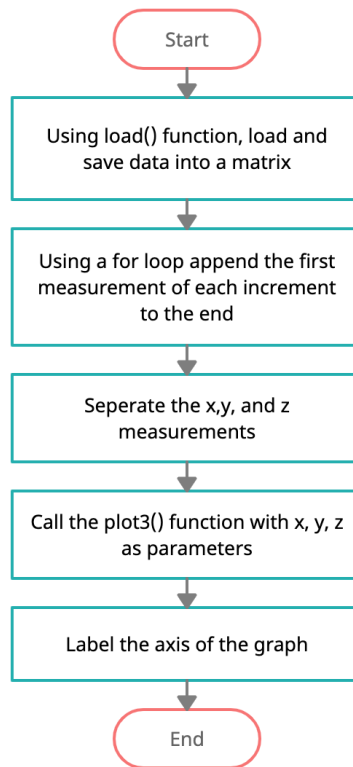 Start
Using load() function, load and
save data into a matrix
Using a for loop append the first
measurement of each increment
to the end
Seperate the x,y, and z
measurements
Call the plot3() function with x, y, z
as parameters
Label the axis of the graph
End